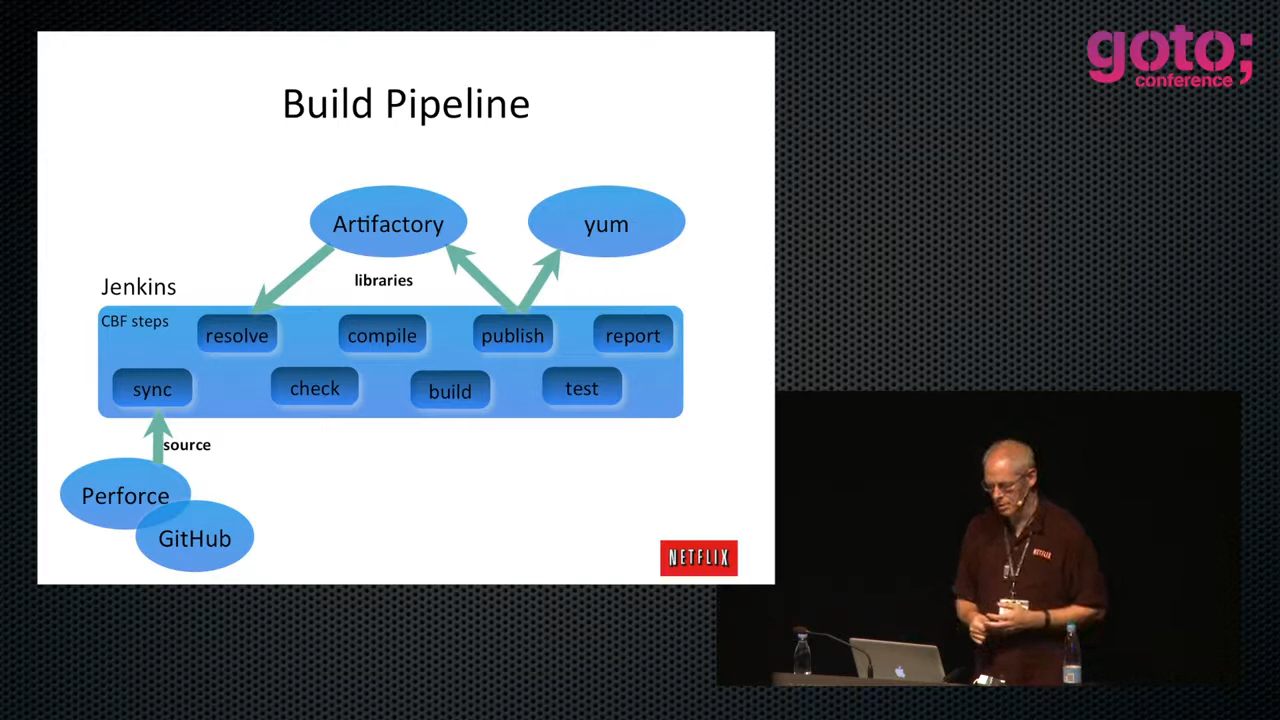 goto;
conference
Build Pipeline
Artifactory
yum
libraries
Jenkins
CBF steps
resolve
compile
publish
report
sync
check
build
test
source
Perforce
GitHub
NETFLIX
NETFLIX